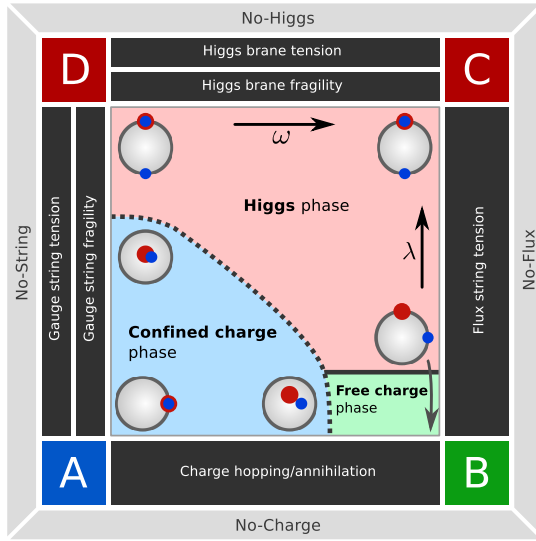 No-Higgs
D
Higgs brane tension
Higgs brane fragility
C
ω
Higgs phase
λ
No-String
Gauge string tension
Gauge string fragility
Flux string tension
No-Flux
Confined charge
phase
Free charge
phase
A
Charge hopping/annihilation
B
No-Charge